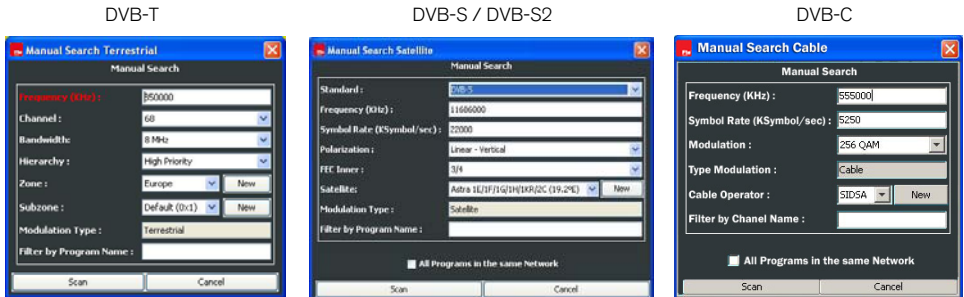 DVB-T
Manual Search Terrestrial
Manual Search
Frequency (KHz) :
850000
Channel :
68
Bandwidth:
8 MHz
Hierarchy :
High Priority
Zone :
Europe
New
Subzone :
Default (0x1)
New
Modulation Type :
Terrestrial
Filter by Program Name :
Scan
Cancel
DVB-S / DVB-S2
Manual Search Satellite
Manual Search
Standard :
DVB-S
Frequency (KHz) :
11686000
Symbol Rate (KSymbol/sec) :
22000
Polarization :
Linear - Vertical
FEC Inner :
3/4
Satellite:
Astra 1E/1F/1G/1H/1KR/2C (19.2ºE)
New
Modulation Type :
Satellite
Filter by Program Name :
All Programs in the same Network
Scan
Cancel
DVB-C
Manual Search Cable
Manual Search
Frequency (KHz) :
555000
Symbol Rate (KSymbol/sec) :
5250
Modulation :
256 QAM
Type Modulation :
Cable
Cable Operator :
SIDSA
New
Filter by Chanel Name :
All Programs in the same Network
Scan
Cancel